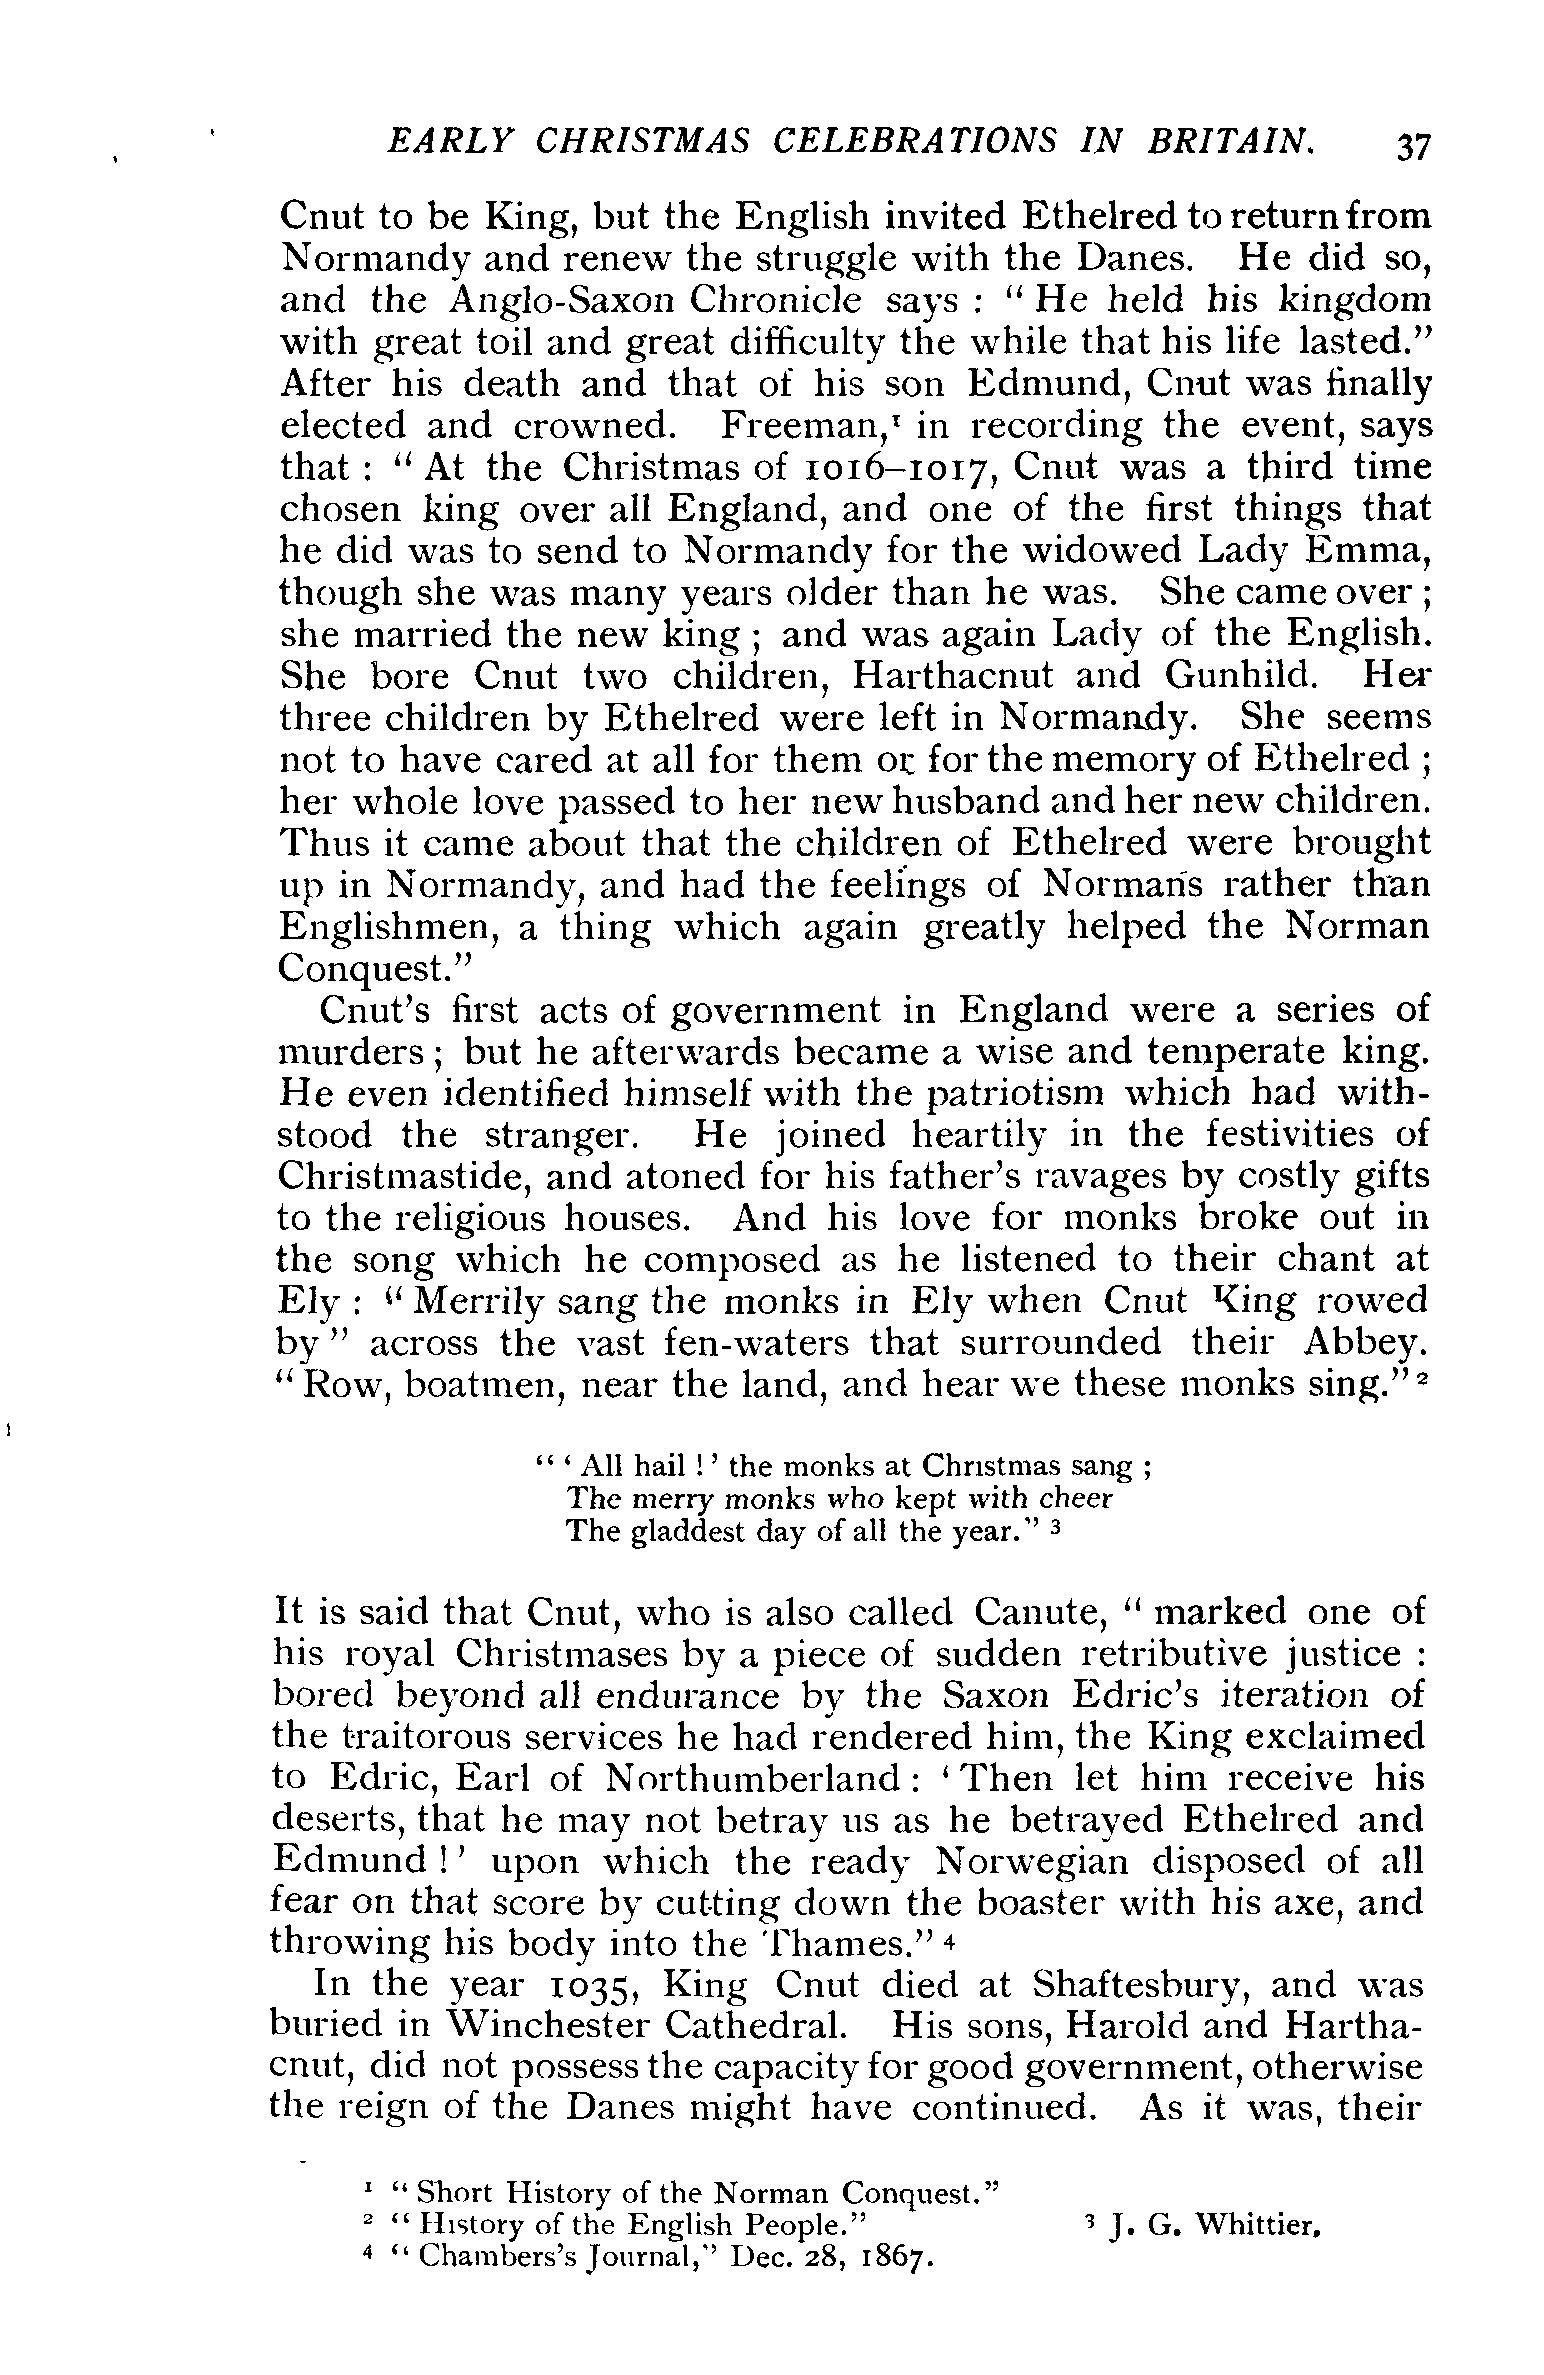 EARLY CHRISTMAS CELEBRATIONS IN BRITAIN. 37
Cnut to be King, but the English invited Ethelred to return from
Normandy and renew the struggle with the Danes. He did so,
and the Anglo-Saxon Chronicle says : “ He held his kingdom
with great toil and great difficulty the while that his life lasted.”
After his death and that of his son Edmund, Cnut was finally
elected and crowned. Freeman,¹ in recording the event, says
that : “ At the Christmas of 1016–1017, Cnut was a third time
chosen king over all England, and one of the first things that
he did was to send to Normandy for the widowed Lady Emma,
though she was many years older than he was. She came over ;
she married the new king ; and was again Lady of the English.
She bore Cnut two children, Harthacnut and Gunhild. Her
three children by Ethelred were left in Normandy. She seems
not to have cared at all for them or for the memory of Ethelred ;
her whole love passed to her new husband and her new children.
Thus it came about that the children of Ethelred were brought
up in Normandy, and had the feelings of Normans rather than
Englishmen, a thing which again greatly helped the Norman
Conquest.”
Cnut’s first acts of government in England were a series of
murders ; but he afterwards became a wise and temperate king.
He even identified himself with the patriotism which had with-
stood the stranger. He joined heartily in the festivities of
Christmastide, and atoned for his father’s ravages by costly gifts
to the religious houses. And his love for monks broke out in
the song which he composed as he listened to their chant at
Ely : “ Merrily sang the monks in Ely when Cnut King rowed
by ” across the vast fen-waters that surrounded their Abbey.
“ Row, boatmen, near the land, and hear we these monks sing.” ²
“ ‘ All hail ! ’ the monks at Christmas sang ;
The merry monks who kept with cheer
The gladdest day of all the year.” ³
It is said that Cnut, who is also called Canute, “ marked one of
his royal Christmases by a piece of sudden retributive justice :
bored beyond all endurance by the Saxon Edric’s iteration of
the traitorous services he had rendered him, the King exclaimed
to Edric, Earl of Northumberland : ‘ Then let him receive his
deserts, that he may not betray us as he betrayed Ethelred and
Edmund ! ’ upon which the ready Norwegian disposed of all
fear on that score by cutting down the boaster with his axe, and
throwing his body into the Thames.” ⁴
In the year 1035, King Cnut died at Shaftesbury, and was
buried in Winchester Cathedral. His sons, Harold and Hartha-
cnut, did not possess the capacity for good government, otherwise
the reign of the Danes might have continued. As it was, their
¹ “ Short History of the Norman Conquest.”
² “ History of the English People.” ³ J. G. Whittier.
⁴ “ Chambers’s Journal,” Dec. 28, 1867.